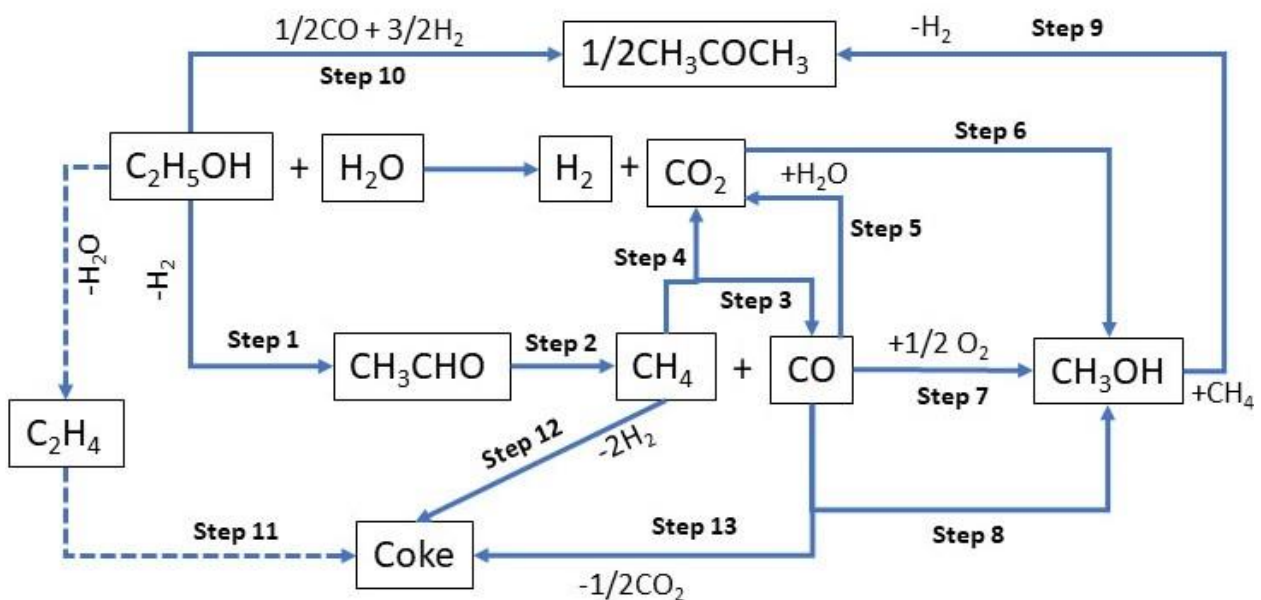 1/2CO + 3/2H₂
Step 10
1/2CH₃COCH₃
-H₂
Step 9
C₂H₅OH + H₂O H₂ + CO₂
Step 6
+H₂O
Step 5
-H₂O
-H₂
Step 4
Step 3
Step 1
CH₃CHO
Step 2
CH₄ + CO
+1/2 O₂
Step 7
CH₃OH
+CH₄
C₂H₄
Step 12
-2H₂
Step 11
Coke
Step 13
-1/2CO₂
Step 8